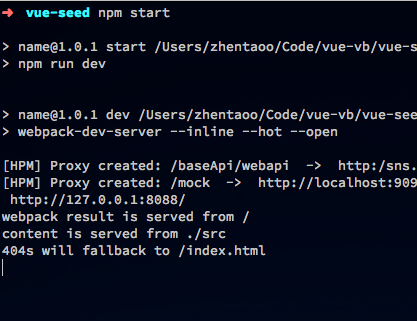 ➜ vue-seed npm start
> name@1.0.1 start /Users/zhentaoo/Code/vue-vb/vue-s
> npm run dev
> name@1.0.1 dev /Users/zhentaoo/Code/vue-vb/vue-see
> webpack-dev-server --inline --hot --open
[HPM] Proxy created: /baseApi/webapi -> http:/sns.
[HPM] Proxy created: /mock -> http://localhost:909
http://127.0.0.1:8088/
webpack result is served from /
content is served from ./src
404s will fallback to /index.html